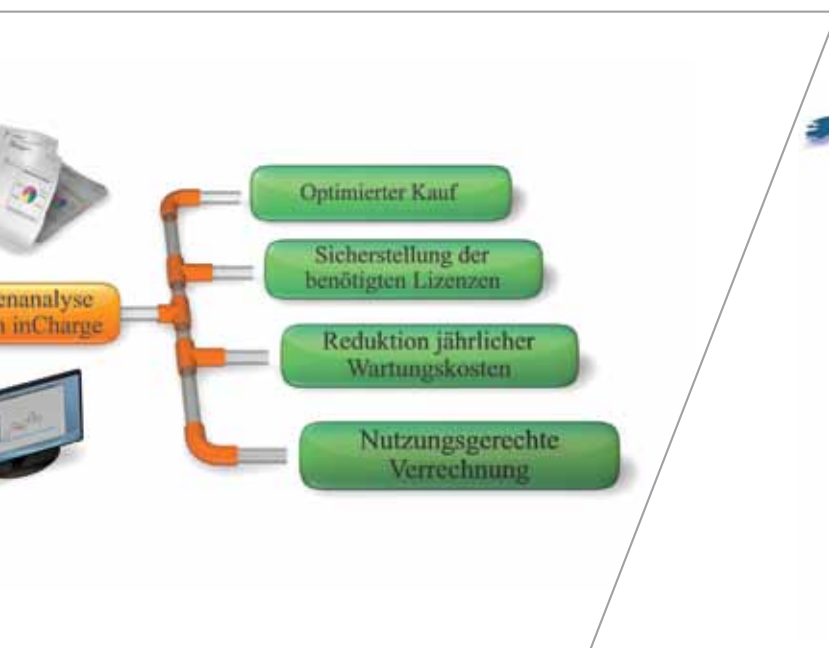 Optimierter Kauf
Sicherstellung der
benötigten Lizenzen
enanalyse
inCharge
Reduktion jährlicher
Wartungskosten
Nutzungsgerechte
Verrechnung